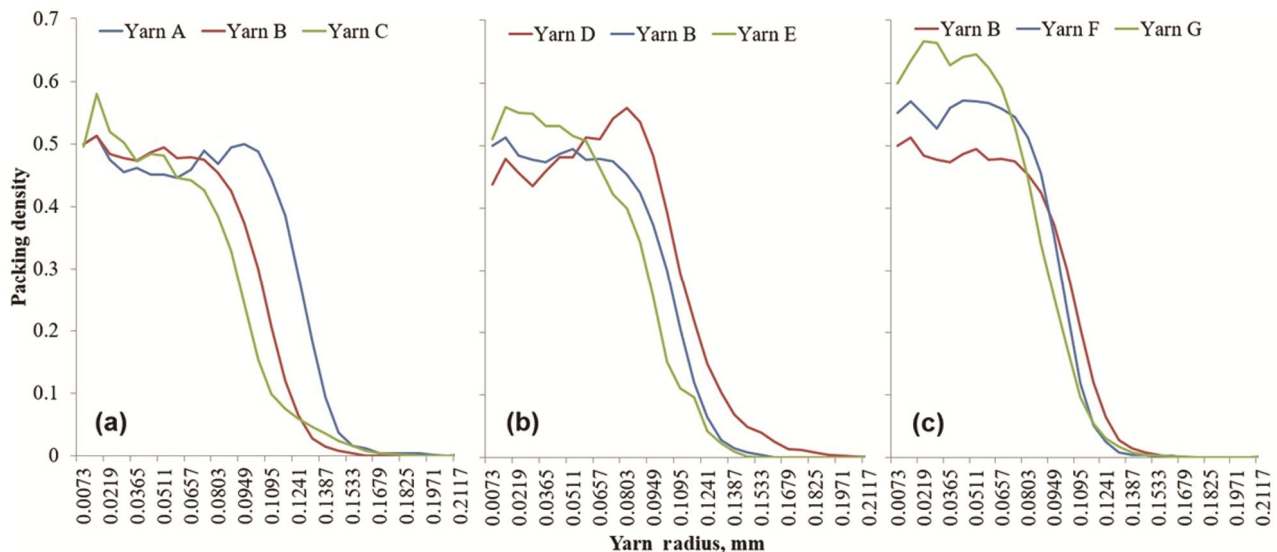 Packing density
0.7
0.6
0.5
0.4
0.3
0.2
0.1
0
Yarn A Yarn B Yarn C
(a)
0.0073 0.0219 0.0365 0.0511 0.0657 0.0803 0.0949 0.1095 0.1241 0.1387 0.1533 0.1679 0.1825 0.1971 0.2117
Yarn D Yarn B Yarn E
(b)
0.0073 0.0219 0.0365 0.0511 0.0657 0.0803 0.0949 0.1095 0.1241 0.1387 0.1533 0.1679 0.1825 0.1971 0.2117
Yarn B Yarn F Yarn G
(c)
0.0073 0.0219 0.0365 0.0511 0.0657 0.0803 0.0949 0.1095 0.1241 0.1387 0.1533 0.1679 0.1825 0.1971 0.2117
Yarn radius, mm